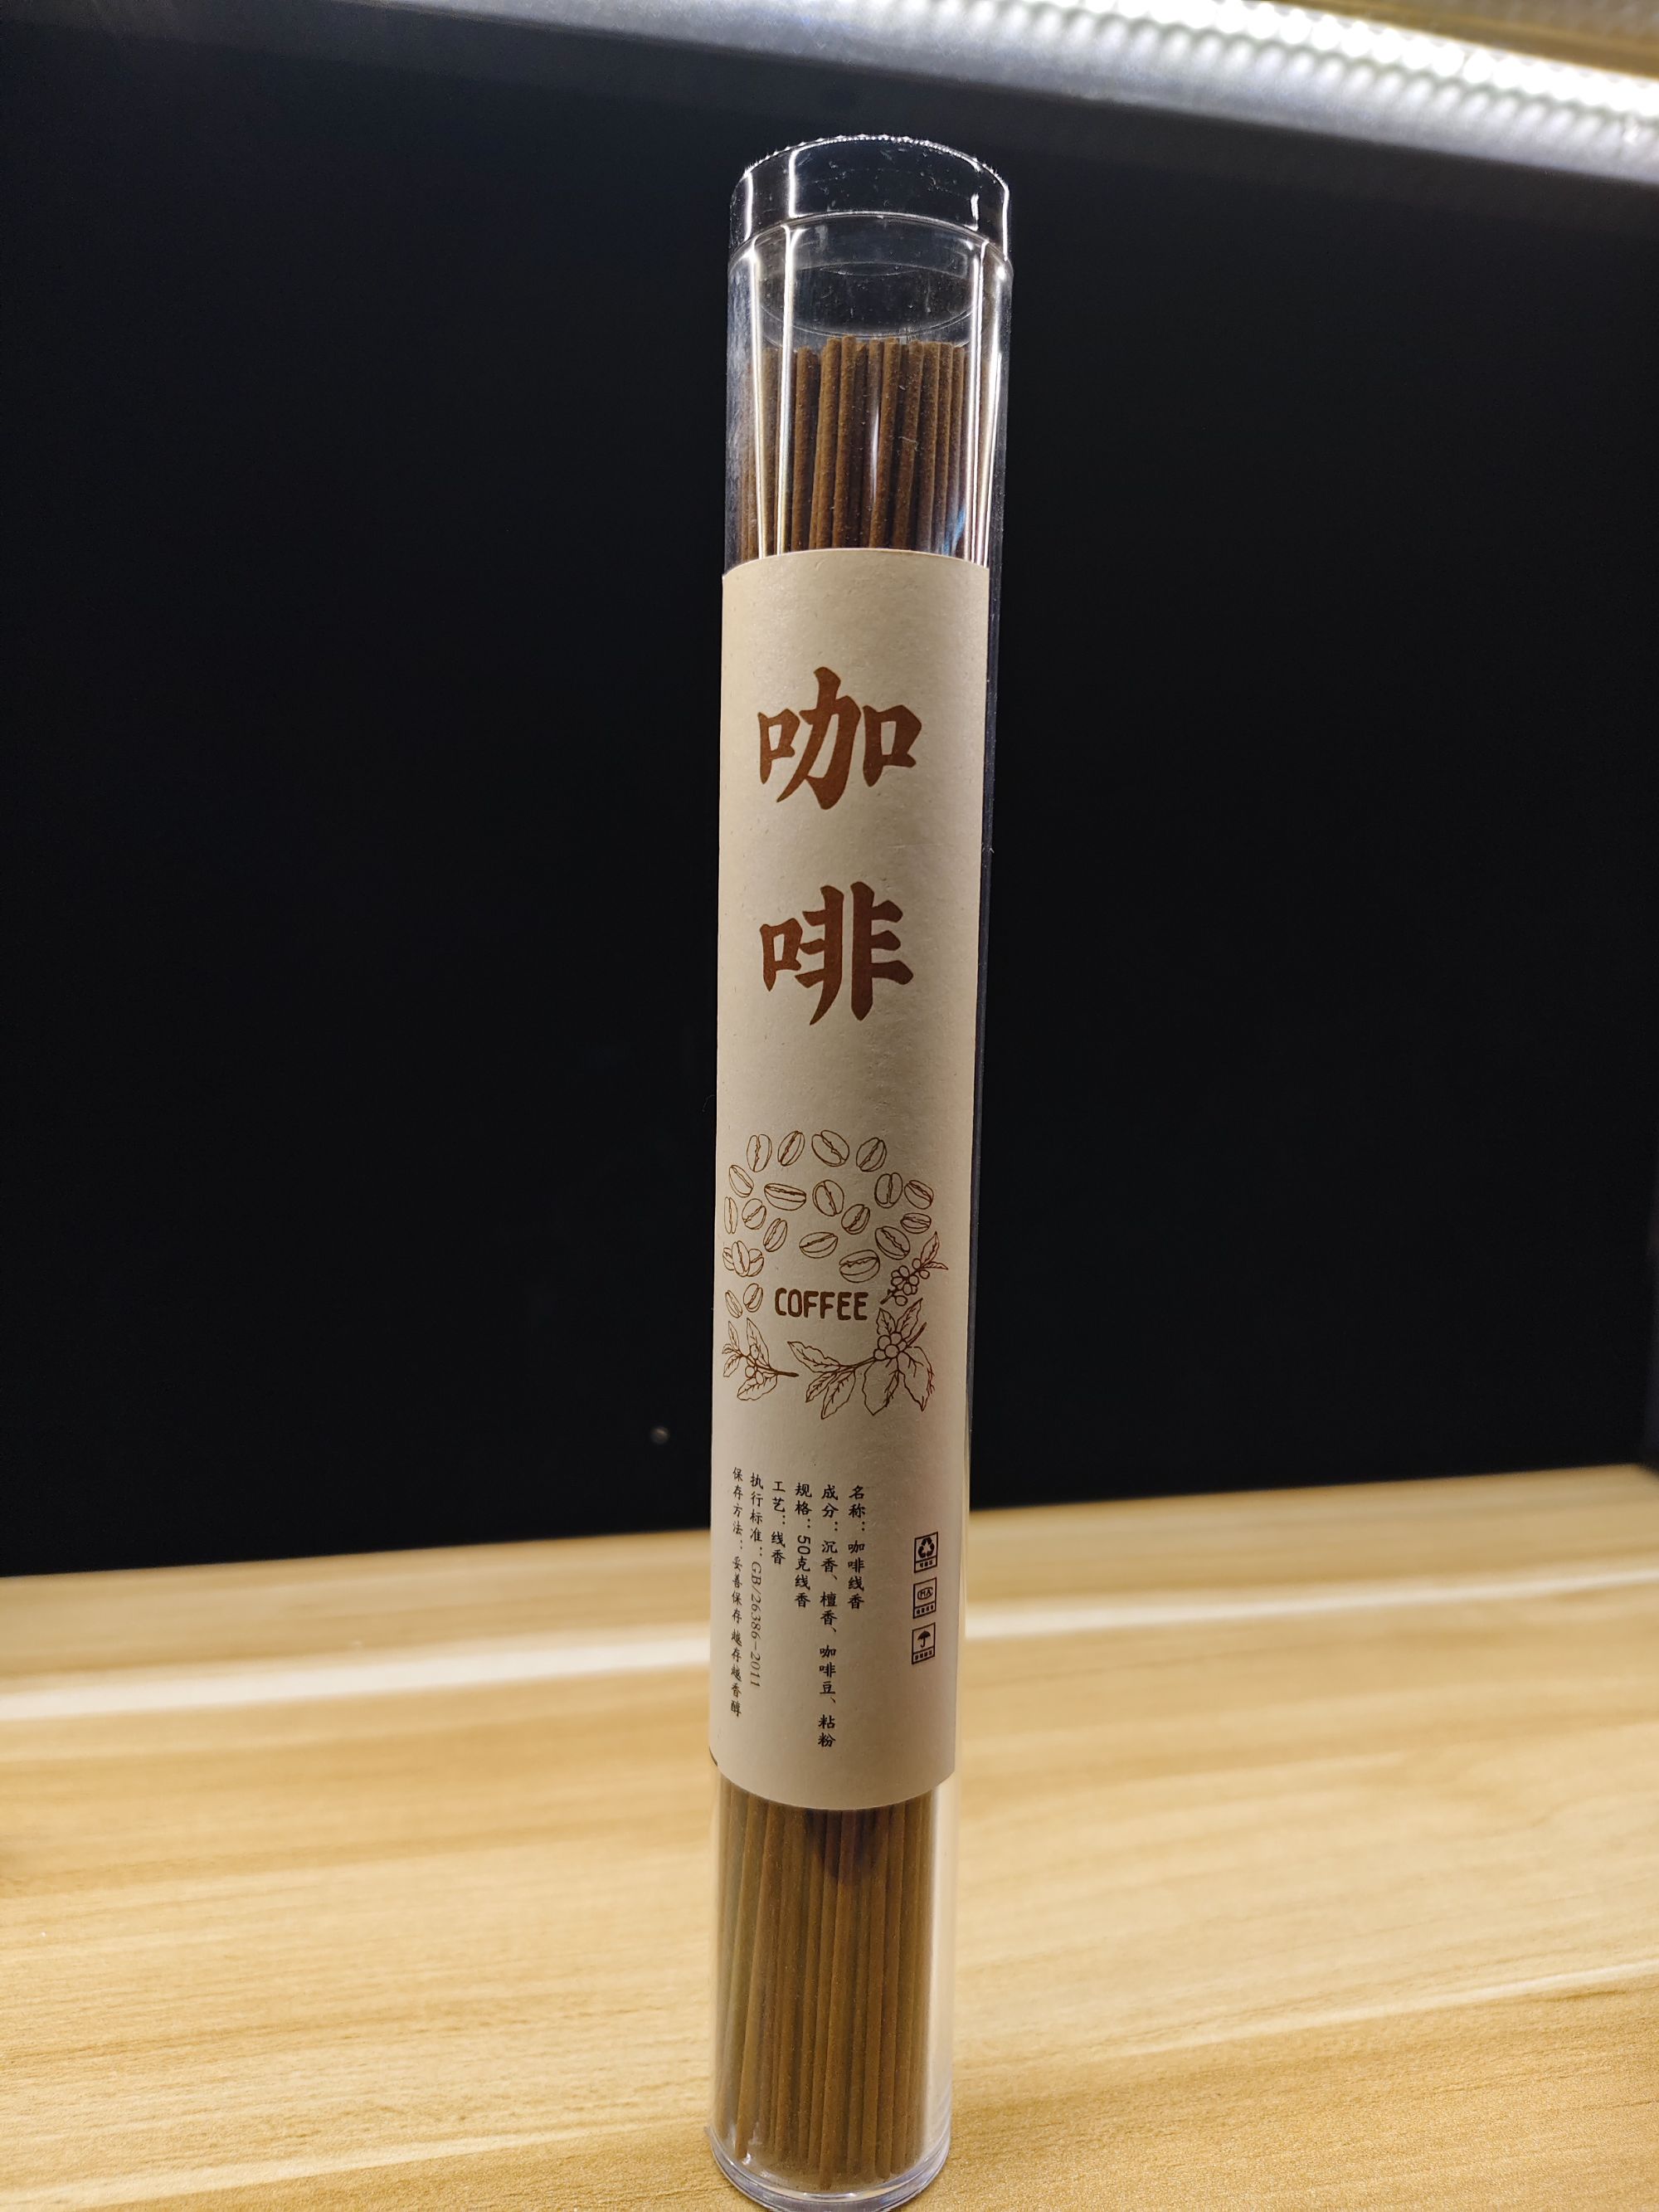 咖
啡
COFFEE
名称：咖啡线香
成分：沉香、檀香、咖啡豆、粘粉
规格：50克线香
工艺：线香
执行标准：GB/26386-2011
保存方法：妥善保存 越存越香醇